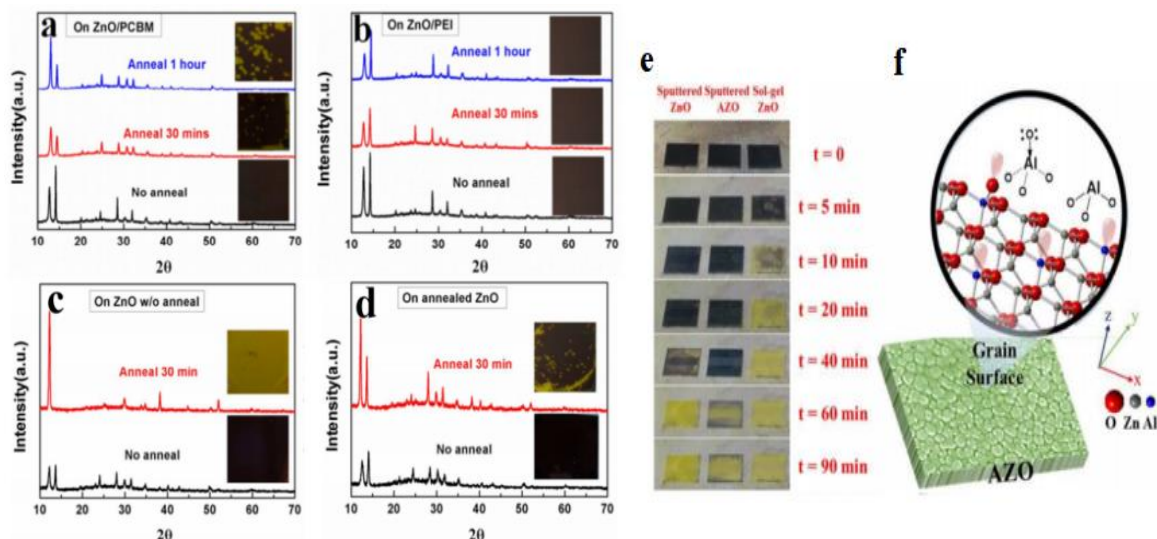 a
On ZnO/PCBM
Anneal 1 hour
Anneal 30 mins
No anneal
Intensity(a.u.)
10 20 30 40 50 60 70
2θ
b
On ZnO/PEI
Anneal 1 hour
Anneal 30 mins
No anneal
Intensity(a.u.)
10 20 30 40 50 60 70
2θ
c
On ZnO w/o anneal
Anneal 30 min
No anneal
Intensity(a.u.)
10 20 30 40 50 60 70
2θ
d
On annealed ZnO
Anneal 30 min
No anneal
Intensity(a.u.)
10 20 30 40 50 60 70
2θ
e
Sputtered Sputtered Sol-gel
ZnO AZO ZnO
t = 0
t = 5 min
t = 10 min
t = 20 min
t = 40 min
t = 60 min
t = 90 min
f
O
Al
O O
O
Al
O O
O
Grain
Surface
z
y
x
O Zn Al
AZO